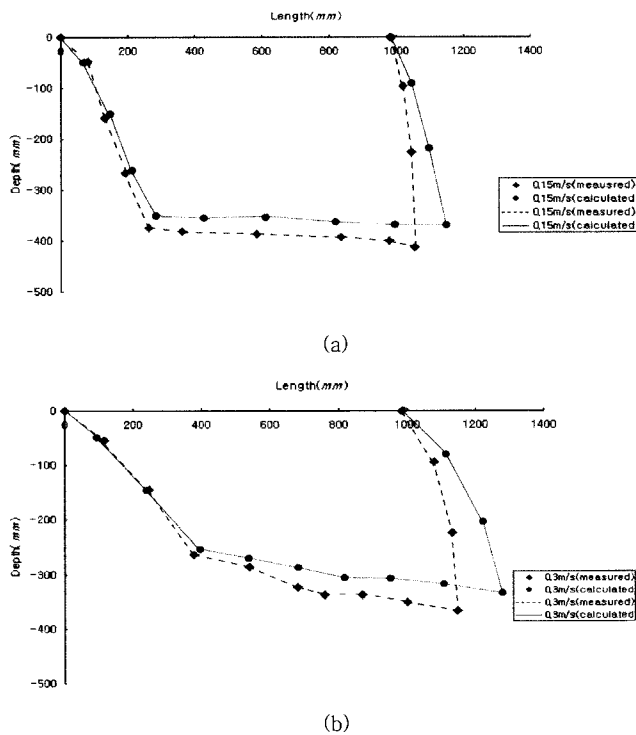 Length(mm)
0 200 400 600 800 1000 1200 1400
0
-100
-200
-300
-400
-500
Depth(mm)
0.15m/s(meausred)
0.15m/s(calculated
0.15m/s(measured)
0.15m/s(calculated
(a)
Length(mm)
0 200 400 600 800 1000 1200 1400
0
-100
-200
-300
-400
-500
Depth(mm)
0.3m/s(measured)
0.3m/s(calculated;
0.3m/s(measured)
0.3m/s(calculated)
(b)